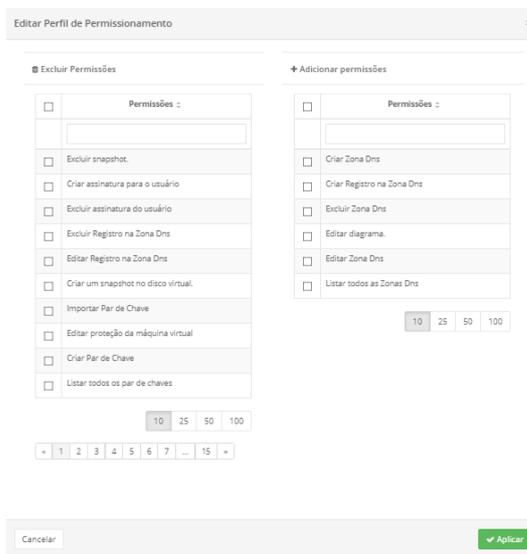 Editar Perfil de Permissionamento
Excluir Permissões
Permissões
Excluir snapshot.
Criar assinatura para o usuário
Excluir assinatura do usuário
Excluir Registro na Zona Dns
Editar Registro na Zona Dns
Criar um snapshot no disco virtual.
Importar Par de Chave
Editar proteção da máquina virtual
Criar Par de Chave
Listar todos os par de chaves
10 25 50 100
« 1 2 3 4 5 6 7 ... 15 »
+ Adicionar permissões
Permissões
Criar Zona Dns
Criar Registro na Zona Dns
Excluir Zona Dns
Editar diagrama.
Editar Zona Dns
Listar todos as Zonas Dns
10 25 50 100
Cancelar
Aplicar